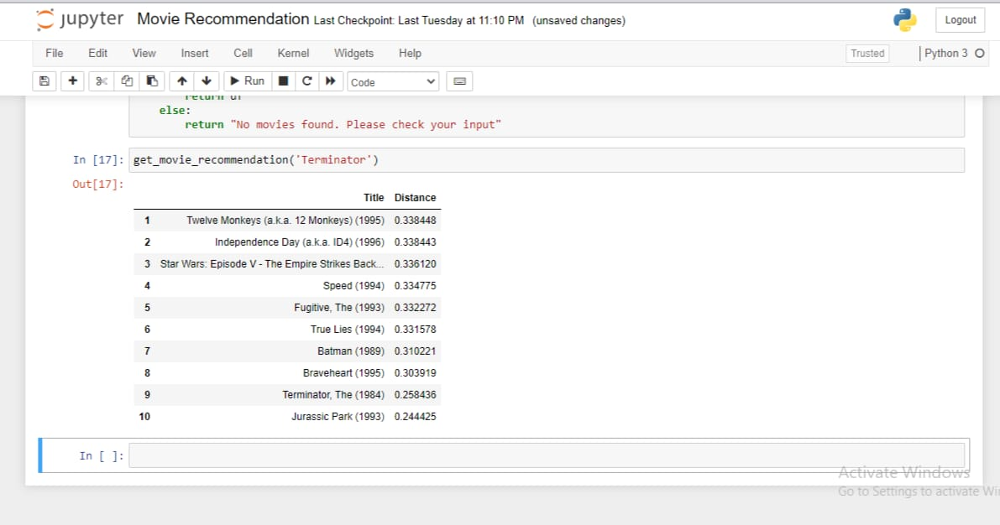 jupyter Movie Recommendation Last Checkpoint: Last Tuesday at 11:10 PM (unsaved changes) Logout
File Edit View Insert Cell Kernel Widgets Help Trusted Python 3
Run Code
return df
else:
return "No movies found. Please check your input"
In [17]: get_movie_recommendation('Terminator')
Out[17]:
Title Distance
1 Twelve Monkeys (a.k.a. 12 Monkeys) (1995) 0.338448
2 Independence Day (a.k.a. ID4) (1996) 0.338443
3 Star Wars: Episode V - The Empire Strikes Back... 0.336120
4 Speed (1994) 0.334775
5 Fugitive, The (1993) 0.332272
6 True Lies (1994) 0.331578
7 Batman (1989) 0.310221
8 Braveheart (1995) 0.303919
9 Terminator, The (1984) 0.258436
10 Jurassic Park (1993) 0.244425
In [ ]:
Activate Windows
Go to Settings to activate Wi